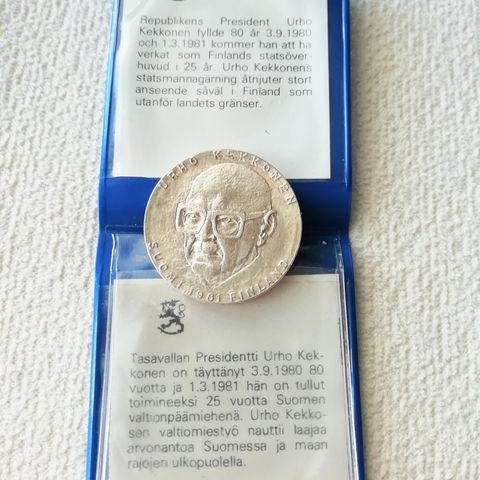 Republikens President Urho
Kekkonen fyllde 80 år 3.9.1980
och 1.3.1981 kommer han att ha
verkat som Finlands statsöver-
huvud i 25 år. Urho Kekkonens
statsmannagärning åtnjuter stort
anseende såväl i Finland som
utanför landets gränser.
URHO KEKKONEN
SUOMI 1981 FINLAND
Tasavallan Presidentti Urho Kek-
konen on täyttänyt 3.9.1980 80
vuotta ja 1.3.1981 hän on tullut
toimineeksi 25 vuotta Suomen
valtionpäämiehenä. Urho Kekko-
sen valtiomiestyö nauttii laajaa
arvonantoa Suomessa ja maan
rajojen ulkopuolella.